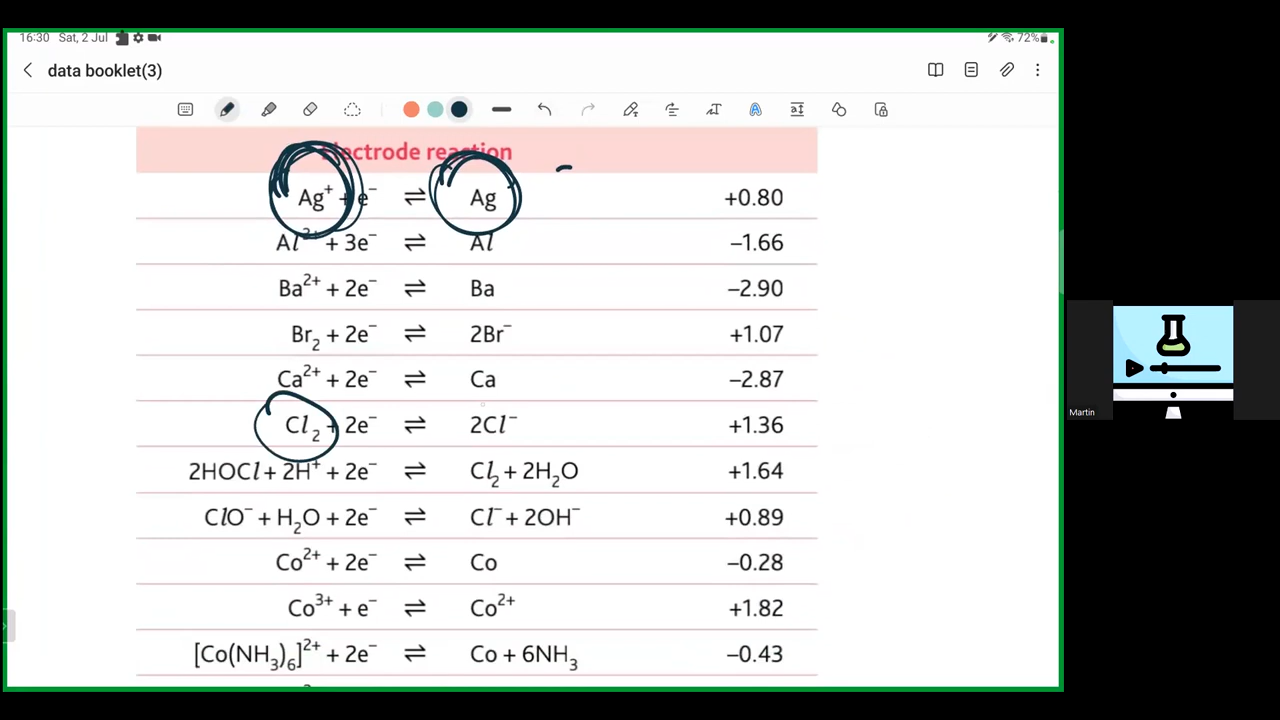 16:30 Sat, 2 Jul 72%
data booklet(3)
Electrode reaction
Ag⁺ + e⁻ ⇌ Ag +0.80
Al³⁺ + 3e⁻ ⇌ Al –1.66
Ba²⁺ + 2e⁻ ⇌ Ba –2.90
Br₂ + 2e⁻ ⇌ 2Br⁻ +1.07
Ca²⁺ + 2e⁻ ⇌ Ca –2.87
Cl₂ + 2e⁻ ⇌ 2Cl⁻ +1.36
2HOCl + 2H⁺ + 2e⁻ ⇌ Cl₂ + 2H₂O +1.64
ClO⁻ + H₂O + 2e⁻ ⇌ Cl⁻ + 2OH⁻ +0.89
Co²⁺ + 2e⁻ ⇌ Co –0.28
Co³⁺ + e⁻ ⇌ Co²⁺ +1.82
[Co(NH₃)₆]²⁺ + 2e⁻ ⇌ Co + 6NH₃ –0.43
Martin